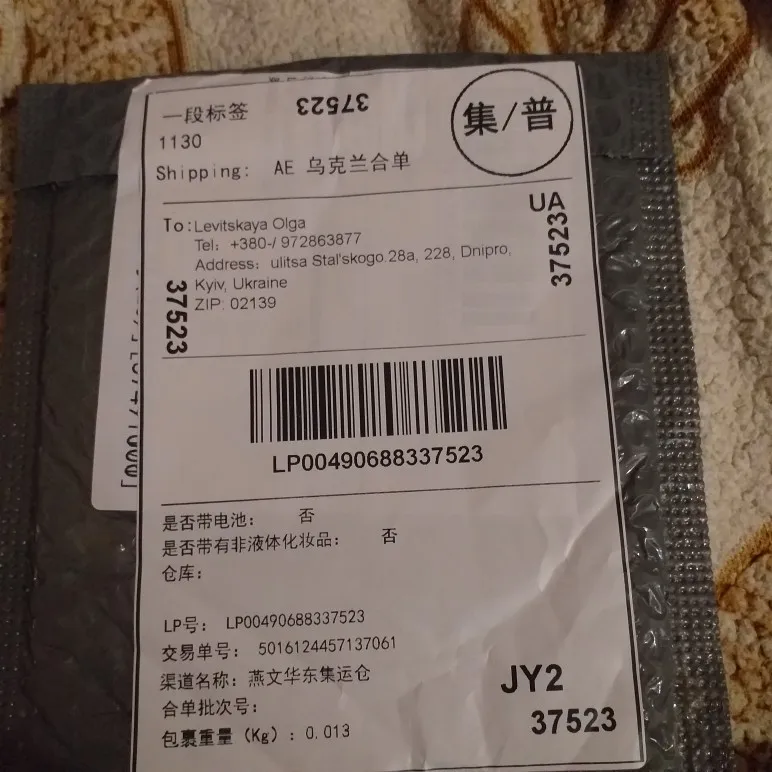 一段标签
37523
集/普
1130
Shipping: AE 乌克兰合单
UA
37523
To: Levitskaya Olga
Tel: +380-/ 972863877
Address: ulitsa Stal'skogo.28a, 228, Dnipro,
Kyiv, Ukraine
ZIP: 02139
37523
LP00490688337523
是否带电池: 否
是否带有非液体化妆品: 否
仓库:
LP号: LP00490688337523
交易单号: 5016124457137061
渠道名称: 燕文华东集运仓
合单批次号:
包裹重量 (Kg) : 0.013
JY2
37523